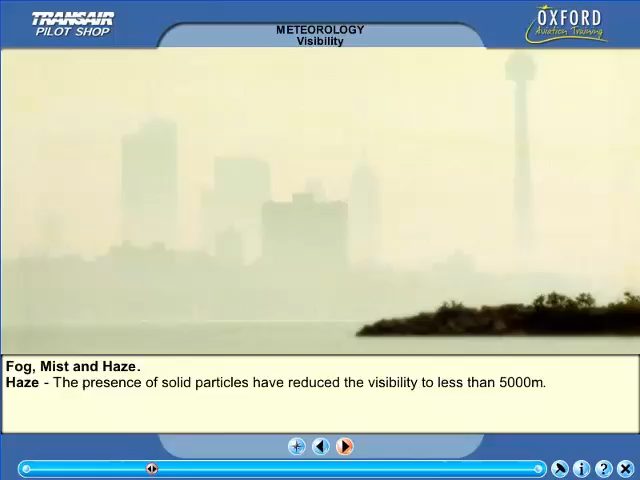 TRANSAIR
PILOT SHOP
METEOROLOGY
Visibility
OXFORD
Aviation Training
Fog, Mist and Haze.
Haze - The presence of solid particles have reduced the visibility to less than 5000m.